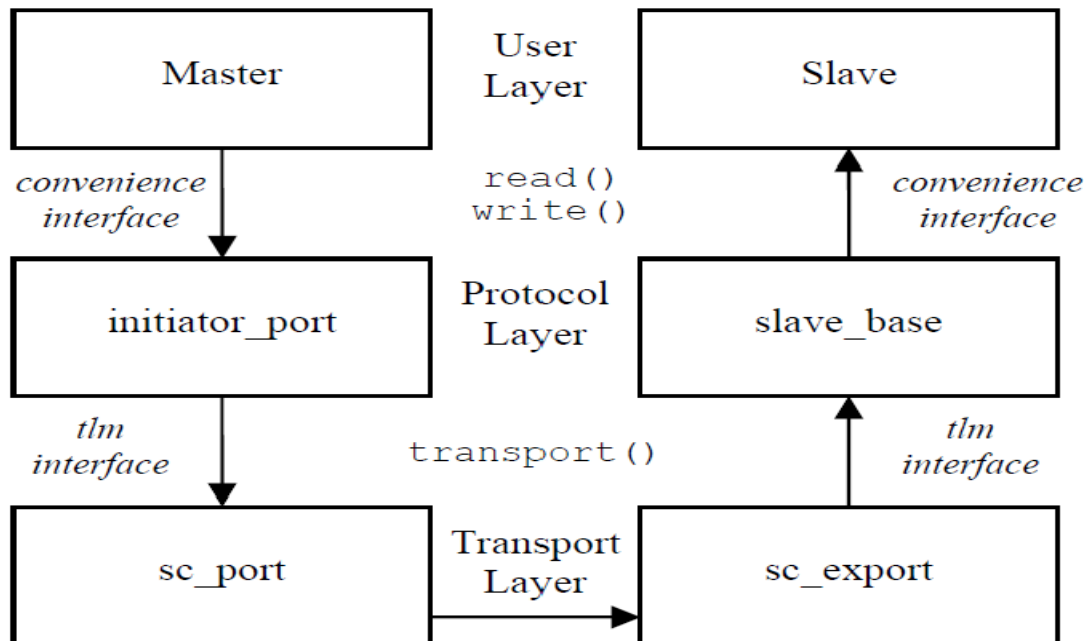 Master
User
Layer
Slave
convenience
interface
read()
write()
convenience
interface
initiator_port
Protocol
Layer
slave_base
tlm
interface
transport()
tlm
interface
sc_port
Transport
Layer
sc_export